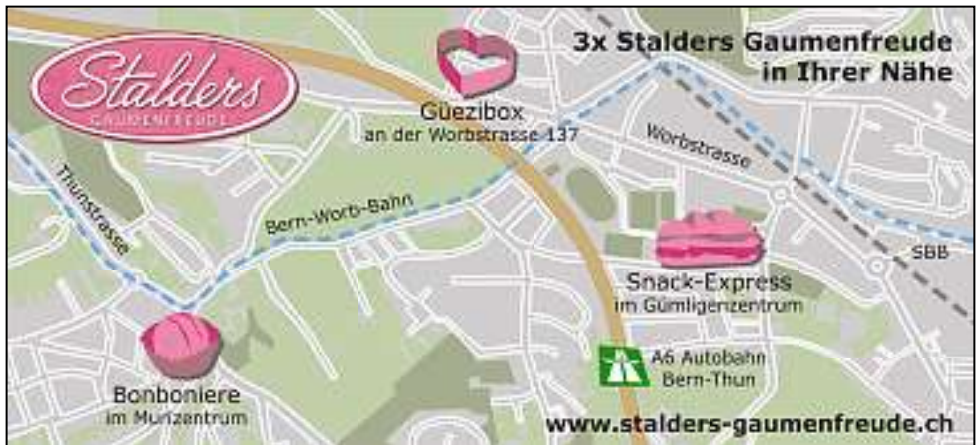 Stalders
GAUMENFREUDE
3x Stalders Gaumenfreude
in Ihrer Nähe
Güezibox
an der Worbstrasse 137
Worbstrasse
Thunstrasse
Bern-Worb-Bahn
SBB
Snack-Express
im Gümligenzentrum
A6 Autobahn
Bern-Thun
Bonboniere
im Murizentrum
www.stalders-gaumenfreude.ch